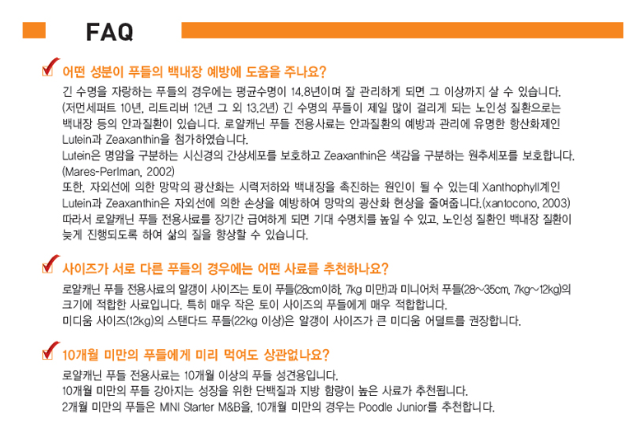 FAQ
어떤 성분이 푸들의 백내장 예방에 도움을 주나요?
긴 수명을 자랑하는 푸들의 경우에는 평균수명이 14.8년이며 잘 관리하게 되면 그 이상까지 살 수 있습니다.
(저먼세퍼트 10년, 리트리버 12년 그 외 13.2년) 긴 수명의 푸들이 제일 많이 걸리게 되는 노인성 질환으로는
백내장 등의 안과질환이 있습니다. 로얄캐닌 푸들 전용사료는 안과질환의 예방과 관리에 유명한 항산화제인
Lutein과 Zeaxanthin을 첨가하였습니다.
Lutein은 명암을 구분하는 시신경의 간상세포를 보호하고 Zeaxanthin은 색감을 구분하는 원추세포를 보호합니다.
(Mares-Perlman, 2002)
또한, 자외선에 의한 망막의 광산화는 시력저하와 백내장을 촉진하는 원인이 될 수 있는데 Xanthophyll계인
Lutein과 Zeaxanthin은 자외선에 의한 손상을 예방하여 망막의 광산화 현상을 줄여줍니다.(xantocono, 2003)
따라서 로얄캐닌 푸들 전용사료를 장기간 급여하게 되면 기대 수명치를 높일 수 있고, 노인성 질환인 백내장 질환이
늦게 진행되도록 하여 삶의 질을 향상할 수 있습니다.
사이즈가 서로 다른 푸들의 경우에는 어떤 사료를 추천하나요?
로얄캐닌 푸들 전용사료의 알갱이 사이즈는 토이 푸들(28cm이하, 7kg 미만)과 미니어처 푸들(28~35cm, 7kg~12kg)의
크기에 적합한 사료입니다. 특히 매우 작은 토이 사이즈의 푸들에게 매우 적합합니다.
미디움 사이즈(12kg)의 스탠다드 푸들(22kg 이상)은 알갱이 사이즈가 큰 미디움 어덜트를 권장합니다.
10개월 미만의 푸들에게 미리 먹여도 상관없나요?
로얄캐닌 푸들 전용사료는 10개월 이상의 푸들 성견용입니다.
10개월 미만의 푸들 강아지는 성장을 위한 단백질과 지방 함량이 높은 사료가 추천됩니다.
2개월 미만의 푸들은 MINI Starter M&B을, 10개월 미만의 경우는 Poodle Junior를 추천합니다.